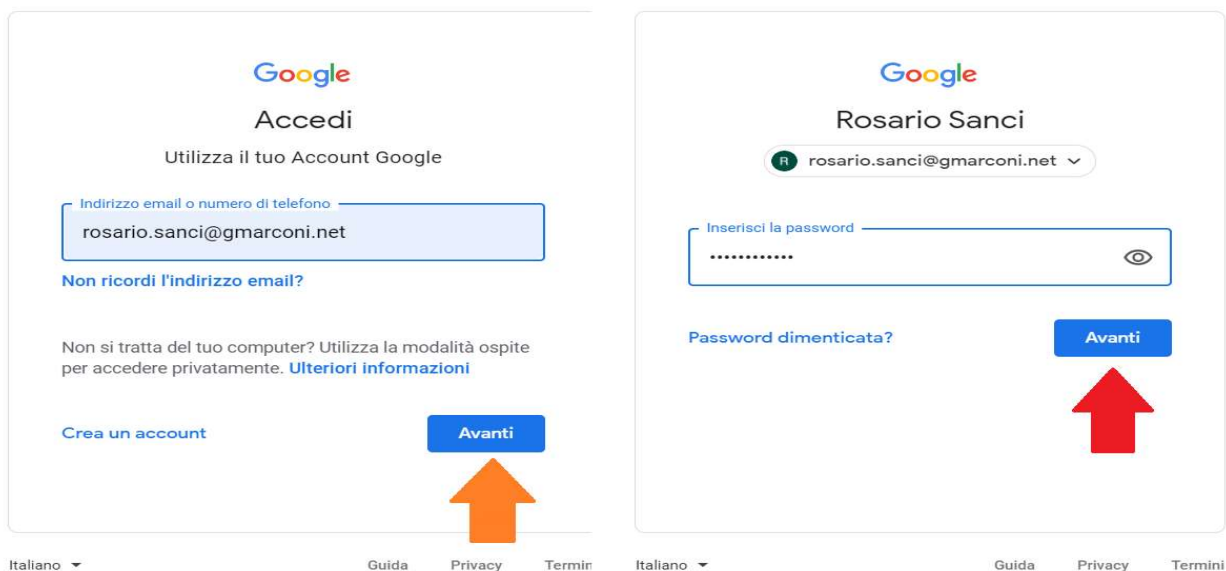 Google
Accedi
Utilizza il tuo Account Google
Indirizzo email o numero di telefono
rosario.sanci@gmarconi.net
Non ricordi l'indirizzo email?
Non si tratta del tuo computer? Utilizza la modalità ospite
per accedere privatamente. Ulteriori informazioni
Crea un account
Avanti
Italiano
Guida
Privacy
Termin
Google
Rosario Sanci
R rosario.sanci@gmarconi.net
Inserisci la password
••••••••••••
Password dimenticata?
Avanti
Italiano
Guida
Privacy
Termini